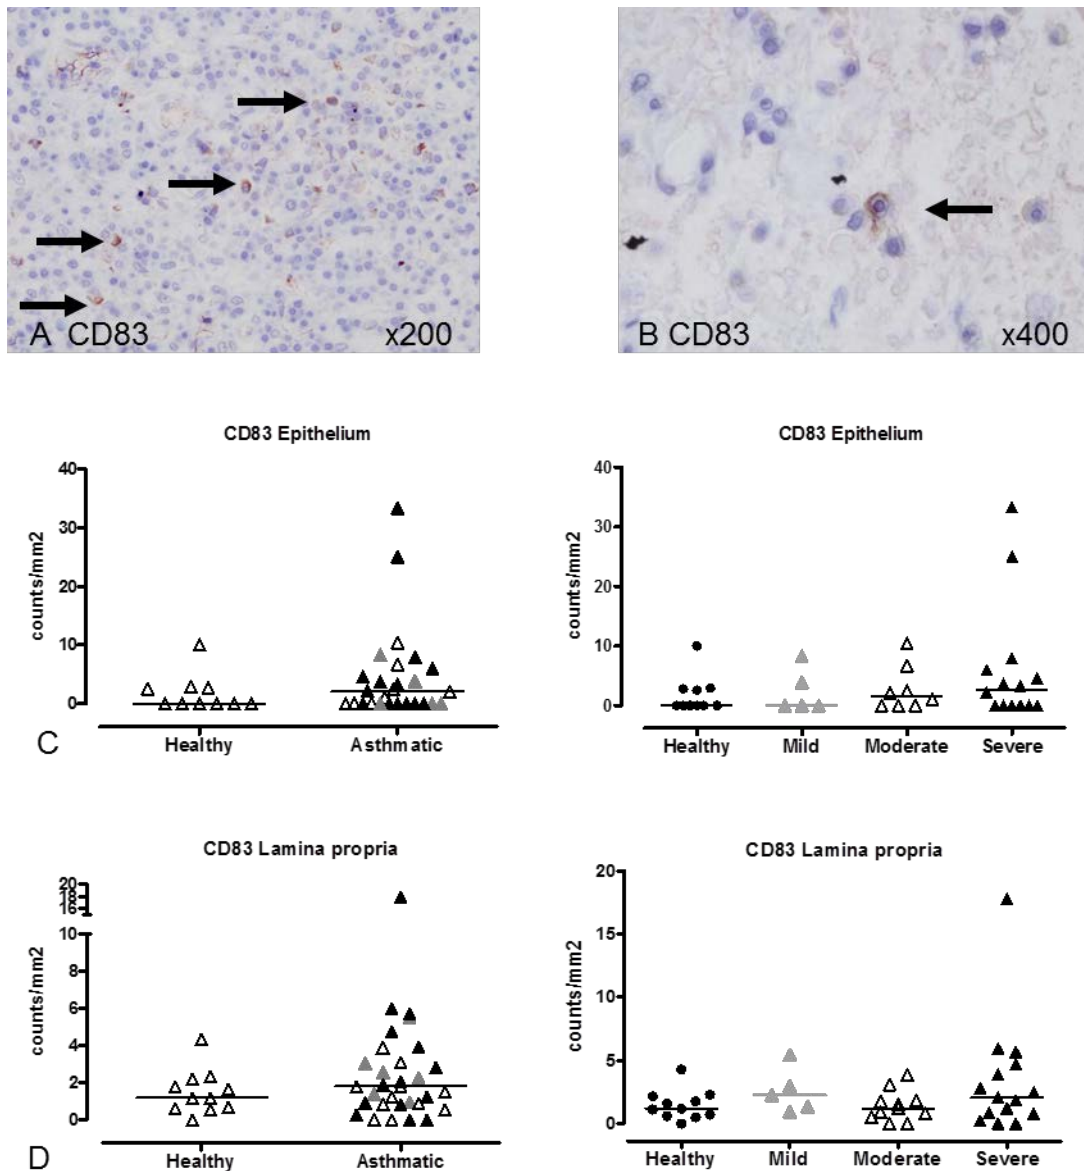 A CD83 x200
B CD83 x400
CD83 Epithelium
40
30
20
10
0
counts/mm2
Healthy Asthmatic
C
CD83 Epithelium
40
30
20
10
0
counts/mm2
Healthy Mild Moderate Severe
CD83 Lamina propria
20
18
16
10
8
6
4
2
0
counts/mm2
Healthy Asthmatic
D
CD83 Lamina propria
20
15
10
5
0
counts/mm2
Healthy Mild Moderate Severe